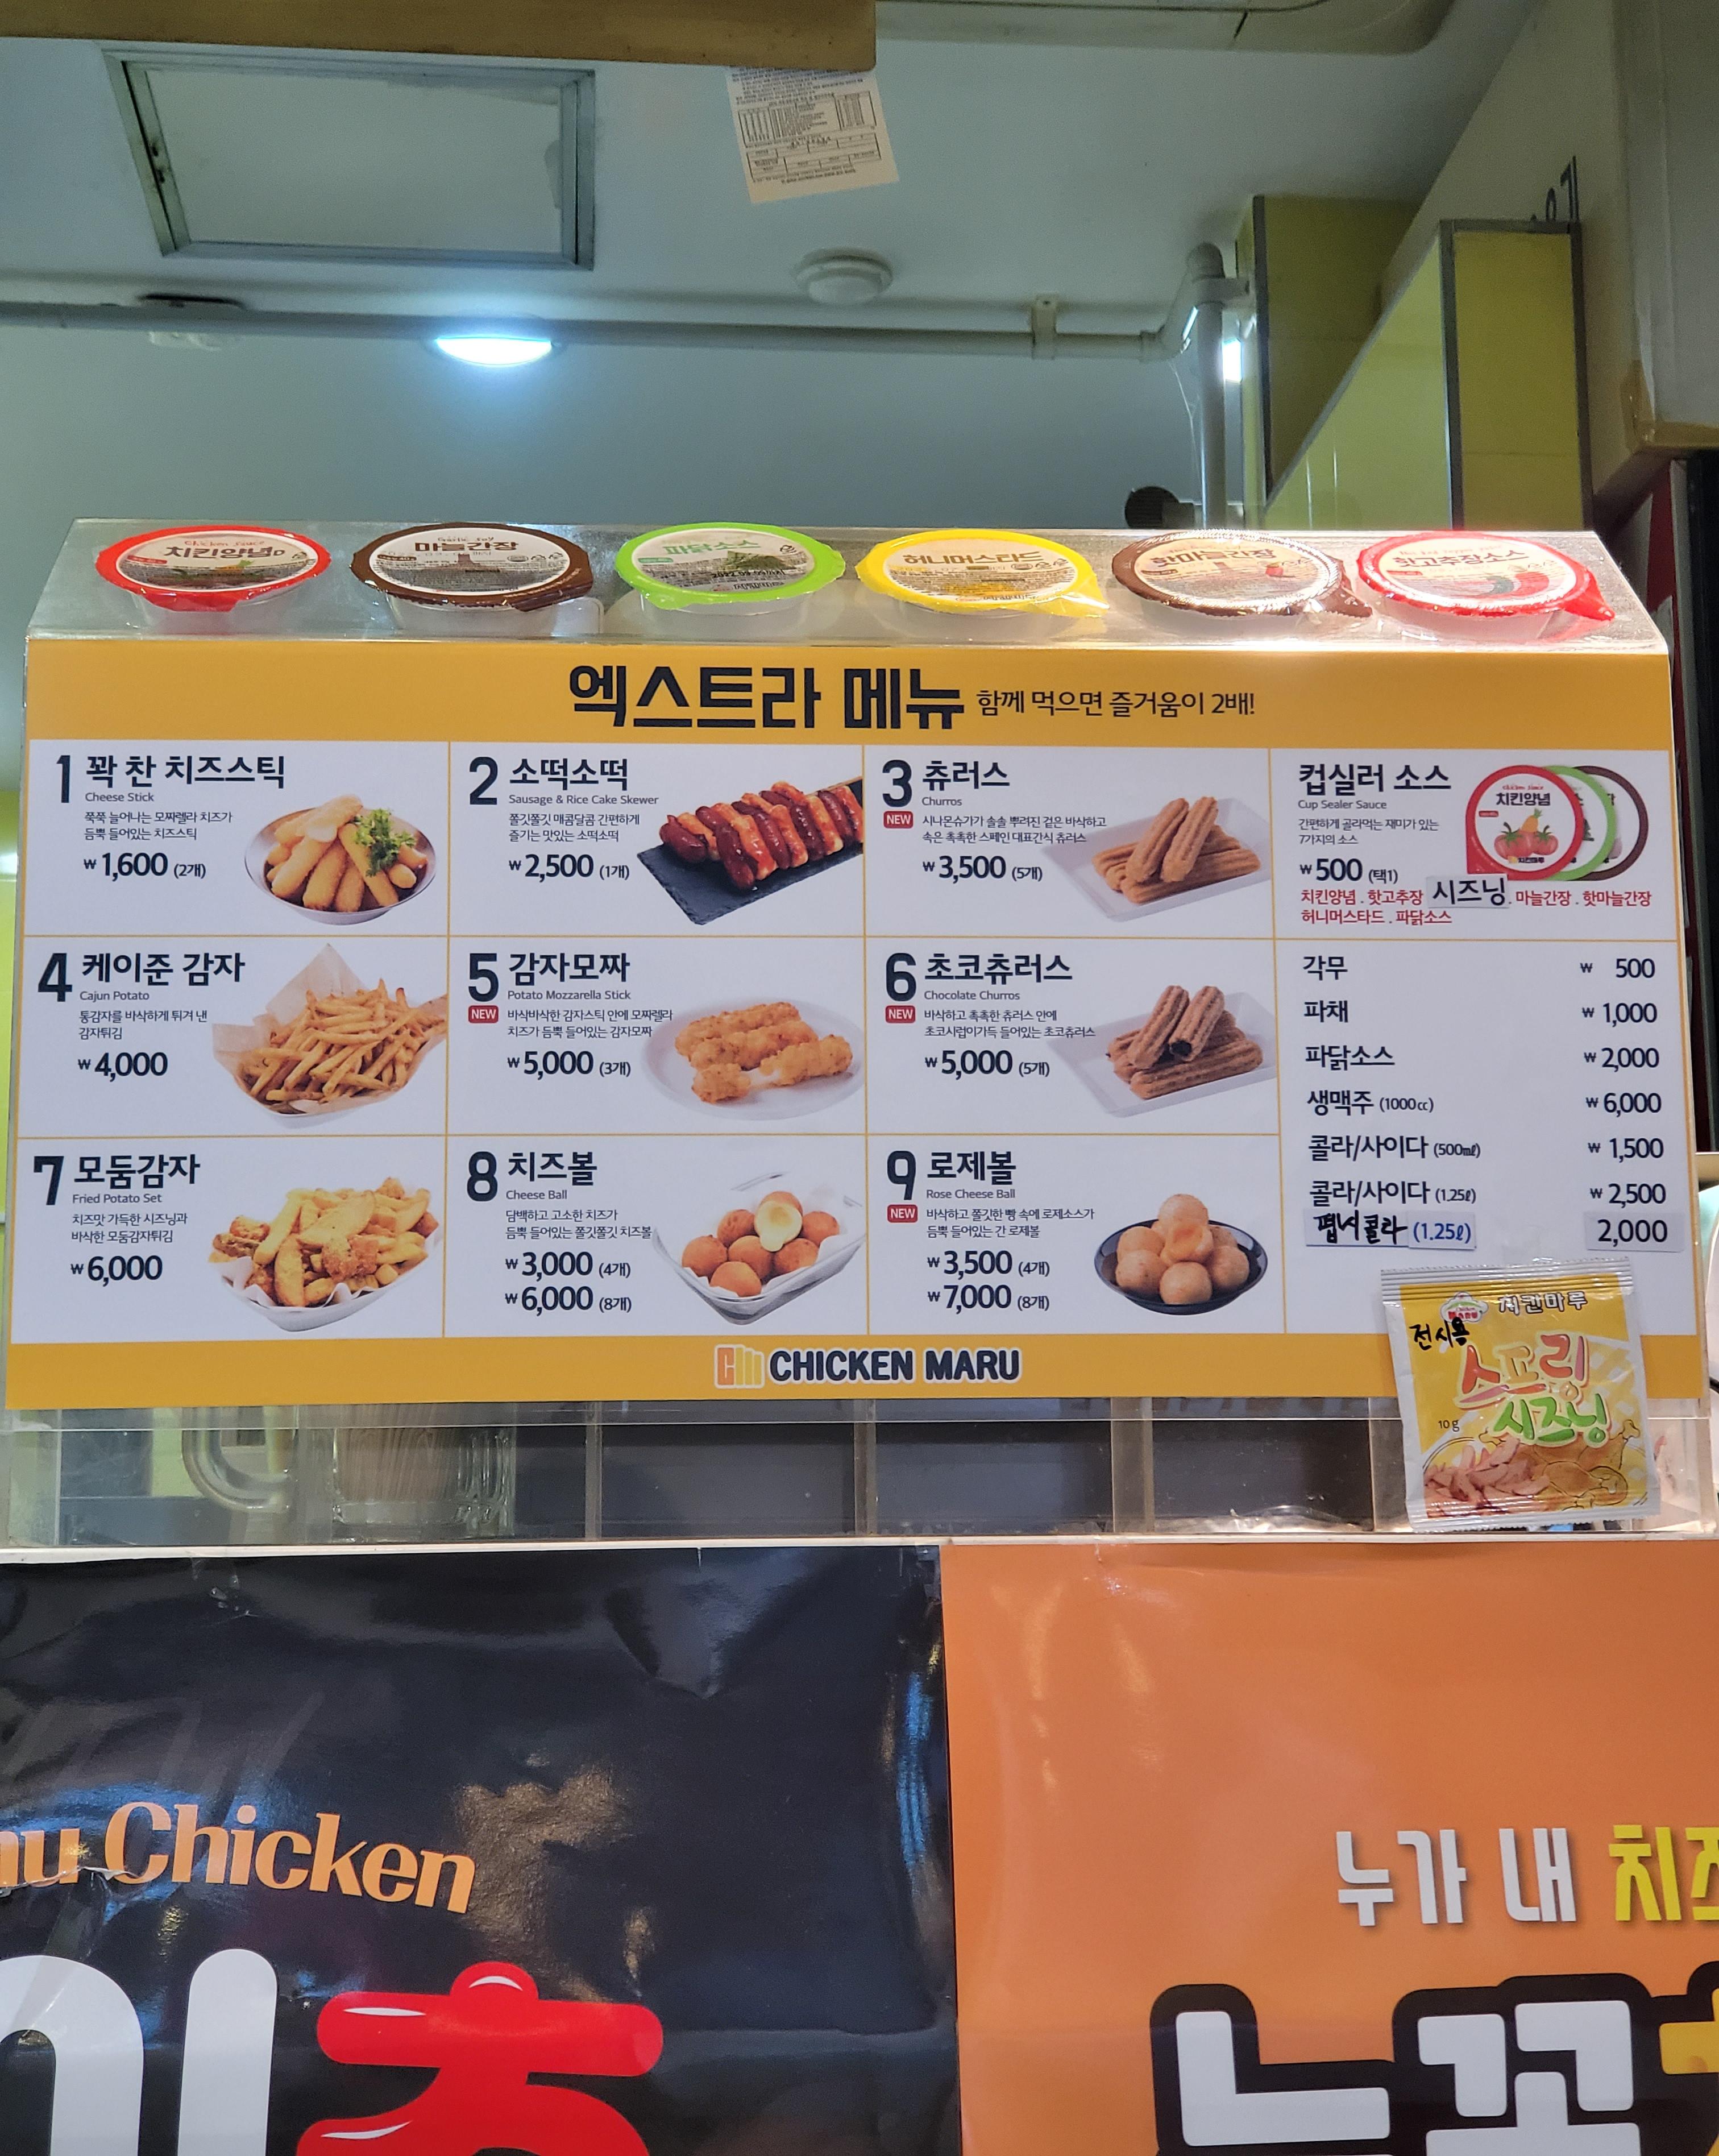 Chicken Sauce
치킨양념
마늘간장
파닭소스
허니머스타드
핫마늘간장
핫고추장소스
엑스트라 메뉴 함께 먹으면 즐거움이 2배!
1 꽉 찬 치즈스틱
Cheese Stick
쭉쭉 늘어나는 모짜렐라 치즈가
듬뿍 들어있는 치즈스틱
₩1,600 (2개)
2 소떡소떡
Sausage & Rice Cake Skewer
쫄깃쫄깃 매콤달콤 간편하게
즐기는 맛있는 소떡소떡
₩2,500 (1개)
3 츄러스
Churros
NEW
시나몬슈가가 솔솔 뿌려진 겉은 바삭하고
속은 촉촉한 스페인 대표간식 츄러스
₩3,500 (5개)
컵실러 소스
Cup Sealer Sauce
간편하게 골라먹는 재미가 있는
7가지의 소스
₩500 (택1)
치킨양념 . 핫고추장 시즈닝 . 마늘간장 . 핫마늘간장
허니머스타드 . 파닭소스
치킨양념
치킨마루
4 케이준 감자
Cajun Potato
통감자를 바삭하게 튀겨 낸
감자튀김
₩4,000
5 감자모짜
Potato Mozzarella Stick
NEW
바삭바삭한 감자스틱 안에 모짜렐라
치즈가 듬뿍 들어있는 감자모짜
₩5,000 (3개)
6 초코츄러스
Chocolate Churros
NEW
바삭하고 촉촉한 츄러스 안에
초코시럽이가득 들어있는 초코츄러스
₩5,000 (5개)
7 모둠감자
Fried Potato Set
치즈맛 가득한 시즈닝과
바삭한 모둠감자튀김
₩6,000
8 치즈볼
Cheese Ball
담백하고 고소한 치즈가
듬뿍 들어있는 쫄깃쫄깃 치즈볼
₩3,000 (4개)
₩6,000 (8개)
9 로제볼
Rose Cheese Ball
NEW
바삭하고 쫄깃한 빵 속에 로제소스가
듬뿍 들어있는 간 로제볼
₩3,500 (4개)
₩7,000 (8개)
각무 ₩ 500
파채 ₩ 1,000
파닭소스 ₩ 2,000
생맥주 (1000㏄) ₩ 6,000
콜라/사이다 (500㎖) ₩ 1,500
콜라/사이다 (1.25ℓ) ₩ 2,500
펩시콜라 (1.25ℓ) 2,000
CHICKEN MARU
치킨마루
전시용
스프링
시즈닝
10g
Chicken
누가 내